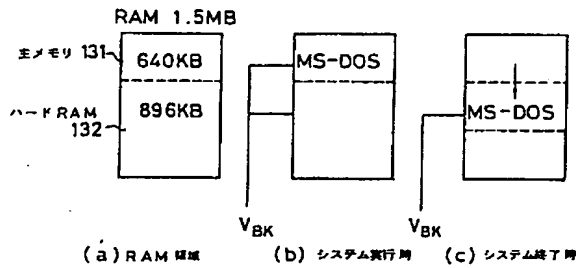 RAM 1.5MB
主メモリ 131
640KB
ハードRAM
132
896KB
MS-DOS
MS-DOS
VBK
VBK
(a) RAM 領域
(b) システム実行時
(c) システム終了時